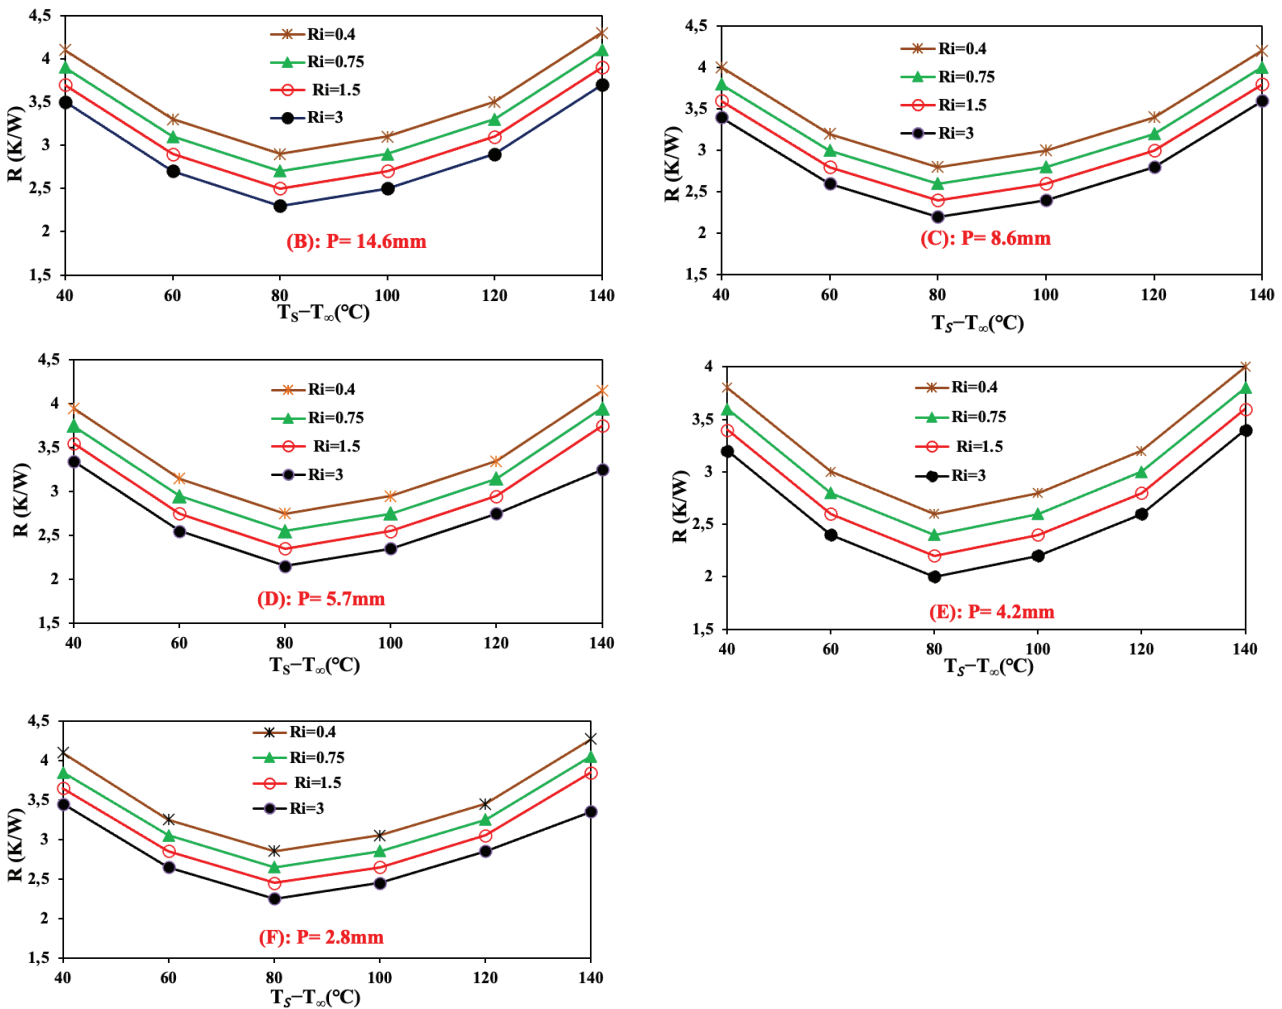 4,5
4
3,5
3
2,5
2
1,5
R (K/W)
Ri=0.4
Ri=0.75
Ri=1.5
Ri=3
(B): P= 14.6mm
40 60 80 100 120 140
TS−T∞(°C)
4,5
4
3,5
3
2,5
2
1,5
R (K/W)
Ri=0.4
Ri=0.75
Ri=1.5
Ri=3
(C): P= 8.6mm
40 60 80 100 120 140
TS−T∞(°C)
4,5
4
3,5
3
2,5
2
1,5
R (K/W)
Ri=0.4
Ri=0.75
Ri=1.5
Ri=3
(D): P= 5.7mm
40 60 80 100 120 140
TS−T∞(°C)
4
3,5
3
2,5
2
1,5
R (K/W)
Ri=0.4
Ri=0.75
Ri=1.5
Ri=3
(E): P= 4.2mm
40 60 80 100 120 140
TS−T∞(°C)
4,5
4
3,5
3
2,5
2
1,5
R (K/W)
Ri=0.4
Ri=0.75
Ri=1.5
Ri=3
(F): P= 2.8mm
40 60 80 100 120 140
TS−T∞(°C)